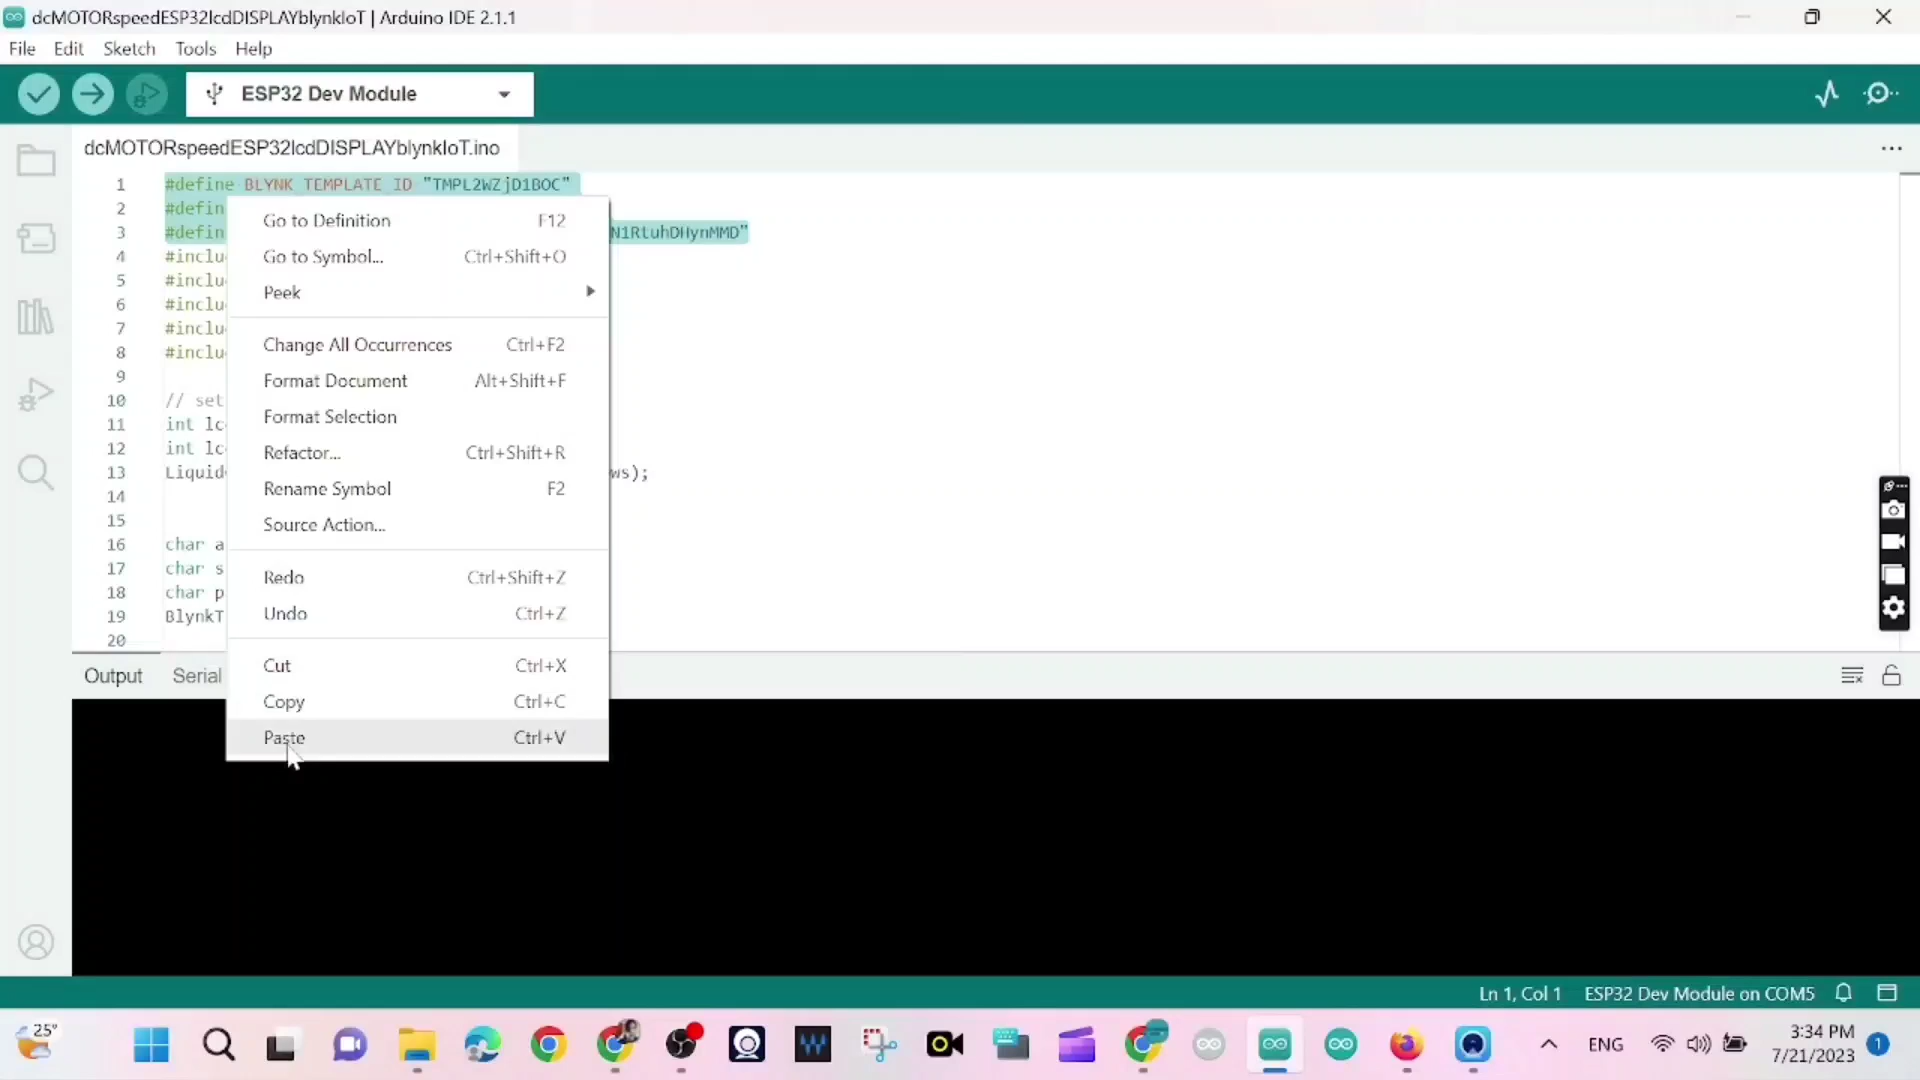 dcMOTORspeedESP32lcdDISPLAYblynkIoT | Arduino IDE 2.1.1
File Edit Sketch Tools Help
ESP32 Dev Module
dcMOTORspeedESP32lcdDISPLAYblynkIoT.ino
1 #define BLYNK_TEMPLATE_ID "TMPL2WZjD1BOC"
2 #defin
3 #defin N1RtuhDHynMMD"
4 #inclu
5 #inclu
6 #inclu
7 #inclu
8 #inclu
9
10 // set
11 int lc
12 int lc
13 Liquid ws);
14
15
16 char a
17 char s
18 char p
19 BlynkT
20
Go to Definition F12
Go to Symbol... Ctrl+Shift+O
Peek
Change All Occurrences Ctrl+F2
Format Document Alt+Shift+F
Format Selection
Refactor... Ctrl+Shift+R
Rename Symbol F2
Source Action...
Redo Ctrl+Shift+Z
Undo Ctrl+Z
Cut Ctrl+X
Copy Ctrl+C
Paste Ctrl+V
Output Serial
Ln 1, Col 1 ESP32 Dev Module on COM5
25°
ENG
3:34 PM
7/21/2023
1